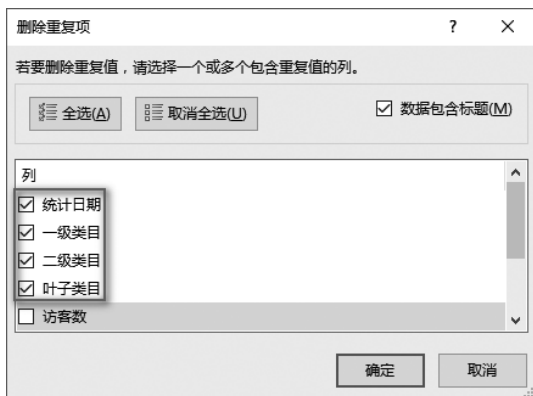 删除重复项 ?
若要删除重复值，请选择一个或多个包含重复值的列。
全选(A) 取消全选(U) 数据包含标题(M)
列
统计日期
一级类目
二级类目
叶子类目
访客数
确定 取消